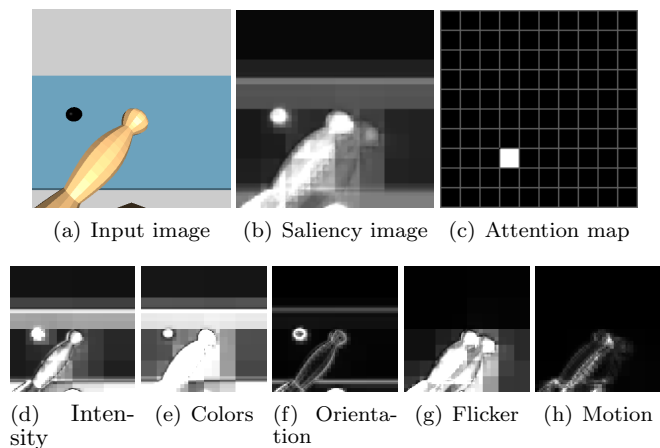 (a) Input image
(b) Saliency image
(c) Attention map
(d) Inten-
sity
(e) Colors
(f) Orienta-
tion
(g) Flicker
(h) Motion